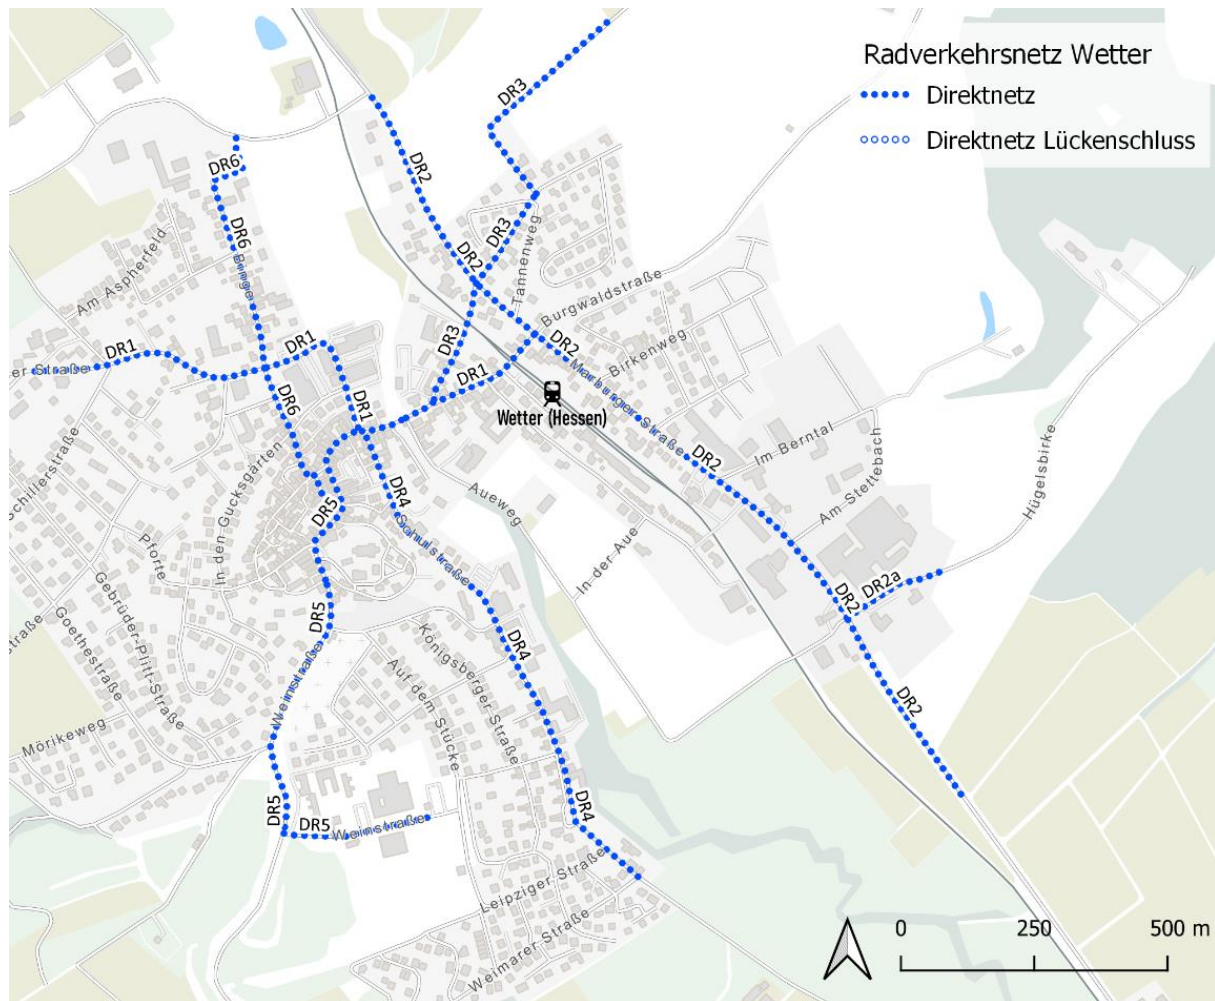 Radverkehrsnetz Wetter
Direktnetz
Direktnetz Lückenschluss
DR3
DR2
DR6
DR6
Burger
Am Aspherfeld
DR3
DR2
Tannenweg
Burgwaldstraße
DR1
er Straße
DR1
DR3
DR1
DR2
Birkenweg
Marburger Straße
Wetter (Hessen)
DR6
DR1
DR2
Im Berntal
Am Stettebach
Hügelsbirke
Schillerstraße
In den Gucksgärten
Pforte
DR5
DR4
Schulstraße
Aueweg
In der Aue
DR2
DR2a
straße
Goethestraße
Gebrüder-Plitt-Straße
DR5
Weinstraße
Königsberger Straße
Auf dem Stücke
DR4
DR2
Mörikeweg
DR5
DR5
Weinstraße
DR4
Leipziger Straße
Weimarer Straße
0
250
500 m